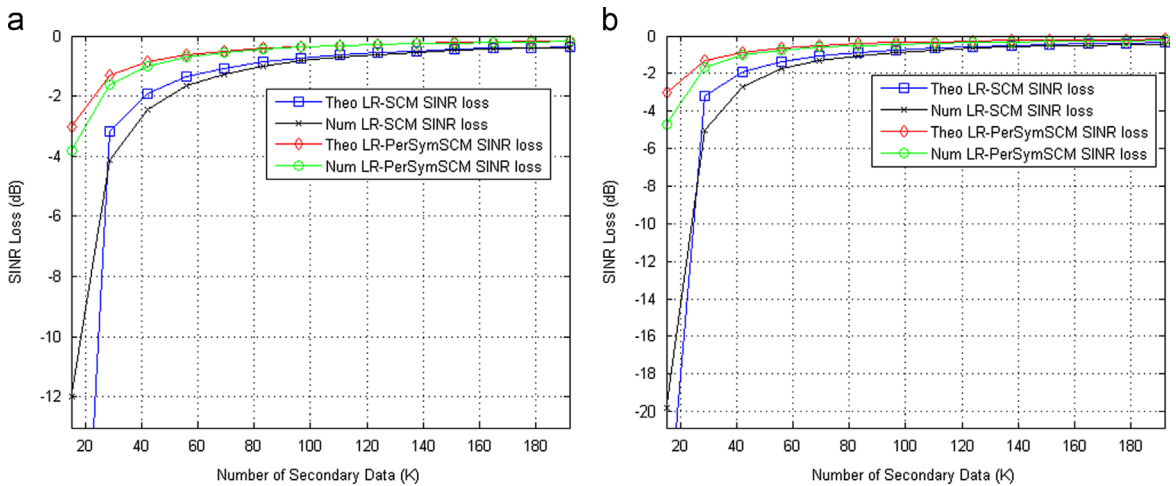 a
0
-2
-4
-6
-8
-10
-12
SINR Loss (dB)
Theo LR-SCM SINR loss
Num LR-SCM SINR loss
Theo LR-PerSymSCM SINR loss
Num LR-PerSymSCM SINR loss
20 40 60 80 100 120 140 160 180
Number of Secondary Data (K)
b
0
-2
-4
-6
-8
-10
-12
-14
-16
-18
-20
SINR Loss (dB)
Theo LR-SCM SINR loss
Num LR-SCM SINR loss
Theo LR-PerSymSCM SINR loss
Num LR-PerSymSCM SINR loss
20 40 60 80 100 120 140 160 180
Number of Secondary Data (K)